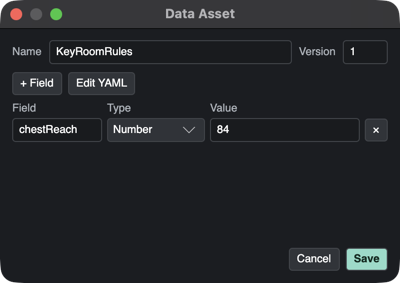 Data Asset
Name KeyRoomRules Version 1
+ Field Edit YAML
Field Type Value
chestReach Number 84 ×
Cancel Save